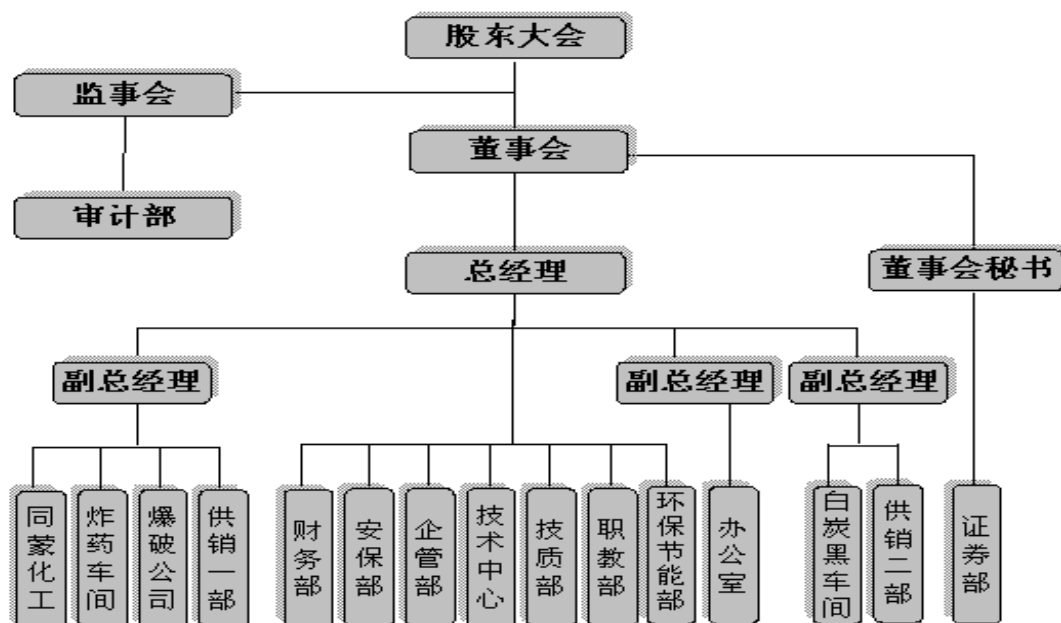 股东大会
监事会
董事会
审计部
总经理
董事会秘书
副总经理
副总经理
副总经理
同蒙化工
炸药车间
爆破公司
供销一部
财务部
安保部
企管部
技术中心
技质部
职教部
环保节能部
办公室
白炭黑车间
供销二部
证券部